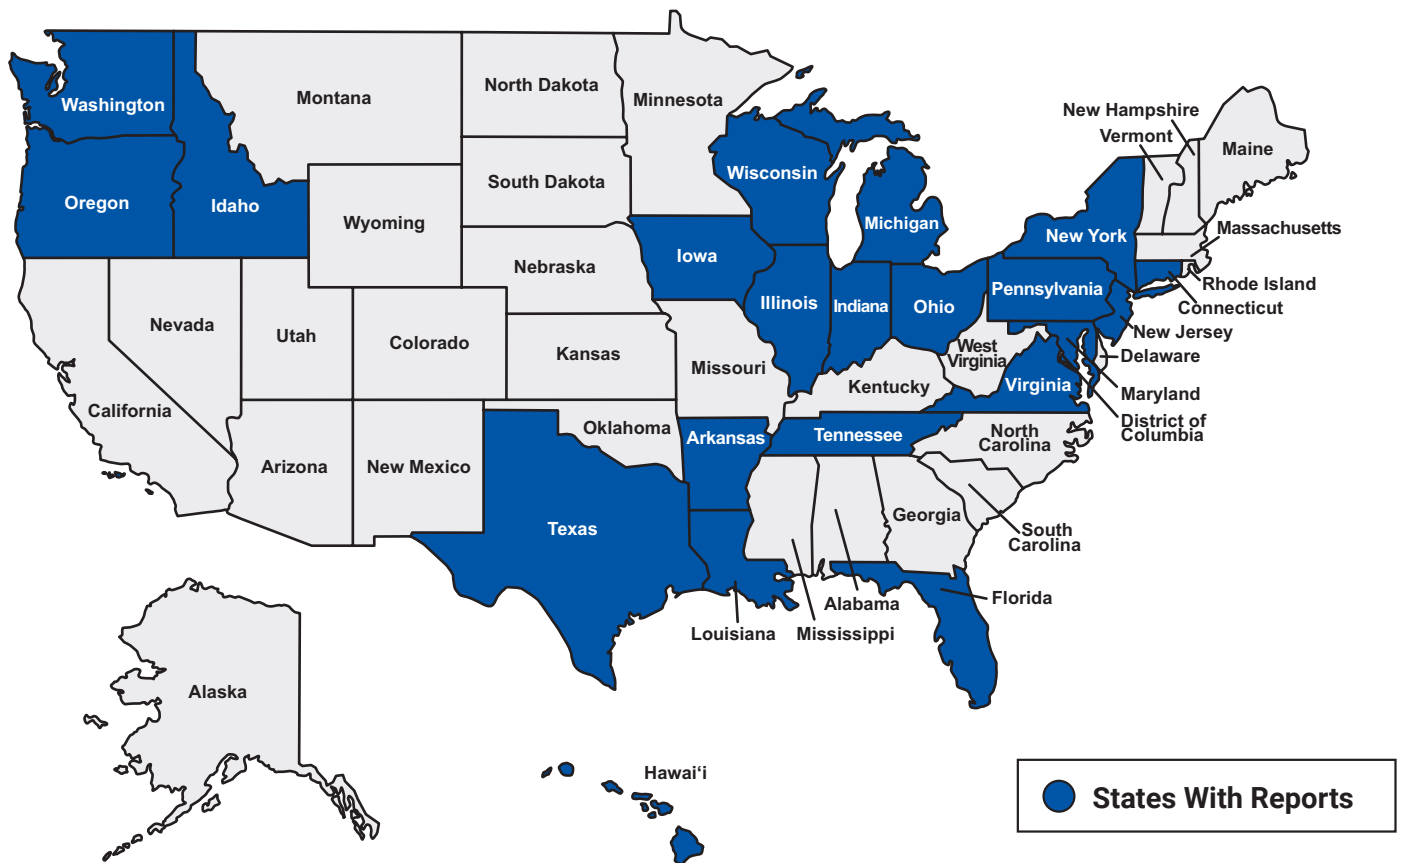 Washington
Montana
North Dakota
Minnesota
New Hampshire
Vermont
Maine
Oregon
Idaho
Wyoming
South Dakota
Wisconsin
Michigan
New York
Massachusetts
Nebraska
Iowa
Illinois
Indiana
Ohio
Pennsylvania
Rhode Island
Connecticut
New Jersey
Delaware
Maryland
District of
Columbia
Nevada
Utah
Colorado
Kansas
Missouri
Kentucky
West
Virginia
Virginia
California
Arizona
New Mexico
Oklahoma
Arkansas
Tennessee
North
Carolina
Texas
Georgia
South
Carolina
Louisiana
Mississippi
Alabama
Florida
Alaska
Hawaiʻi
States With Reports